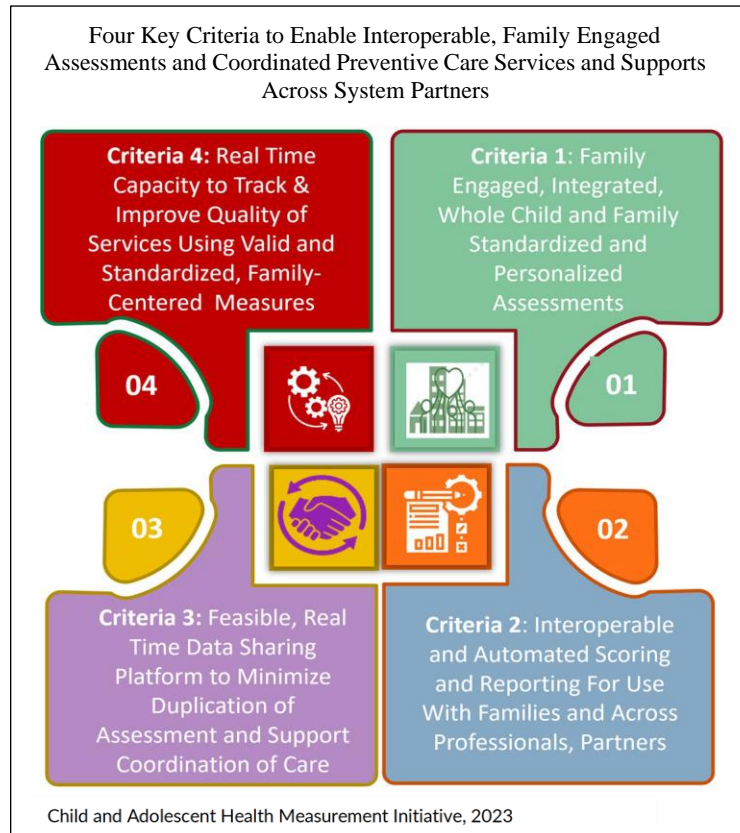 Four Key Criteria to Enable Interoperable, Family Engaged
Assessments and Coordinated Preventive Care Services and Supports
Across System Partners
Criteria 4: Real Time
Capacity to Track &
Improve Quality of
Services Using Valid and
Standardized, Family-
Centered Measures
04
Criteria 1: Family
Engaged, Integrated,
Whole Child and Family
Standardized and
Personalized
Assessments
01
03
Criteria 3: Feasible, Real
Time Data Sharing
Platform to Minimize
Duplication of
Assessment and Support
Coordination of Care
02
Criteria 2: Interoperable
and Automated Scoring
and Reporting For Use
With Families and Across
Professionals, Partners
Child and Adolescent Health Measurement Initiative, 2023